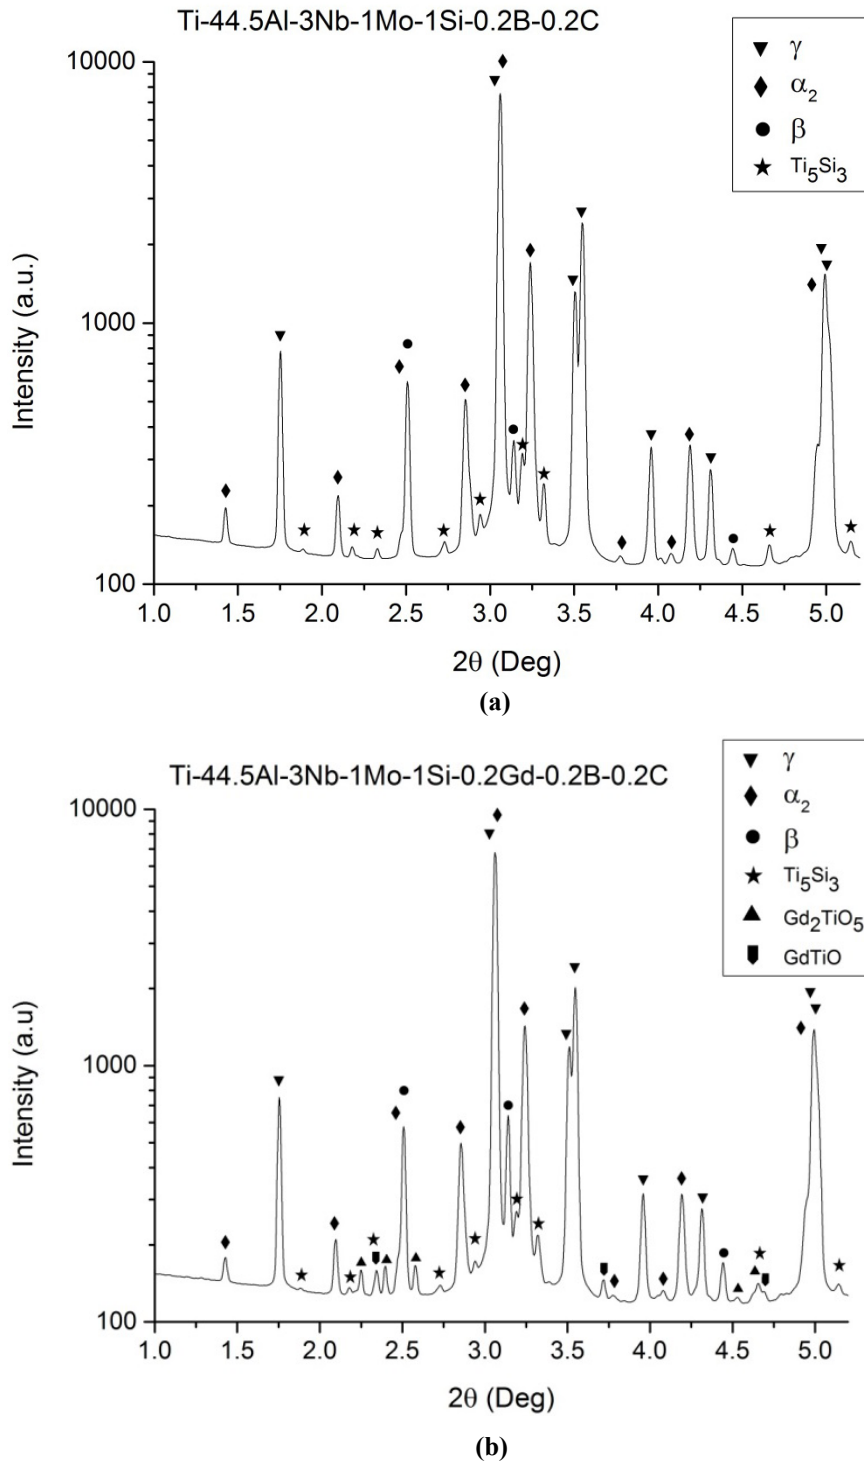 Ti-44.5Al-3Nb-1Mo-1Si-0.2B-0.2C
γ
α₂
β
Ti₅Si₃
10000
1000
100
Intensity (a.u.)
1.0 1.5 2.0 2.5 3.0 3.5 4.0 4.5 5.0
2θ (Deg)
(a)
Ti-44.5Al-3Nb-1Mo-1Si-0.2Gd-0.2B-0.2C
γ
α₂
β
Ti₅Si₃
Gd₂TiO₅
GdTiO
10000
1000
100
Intensity (a.u)
1.0 1.5 2.0 2.5 3.0 3.5 4.0 4.5 5.0
2θ (Deg)
(b)